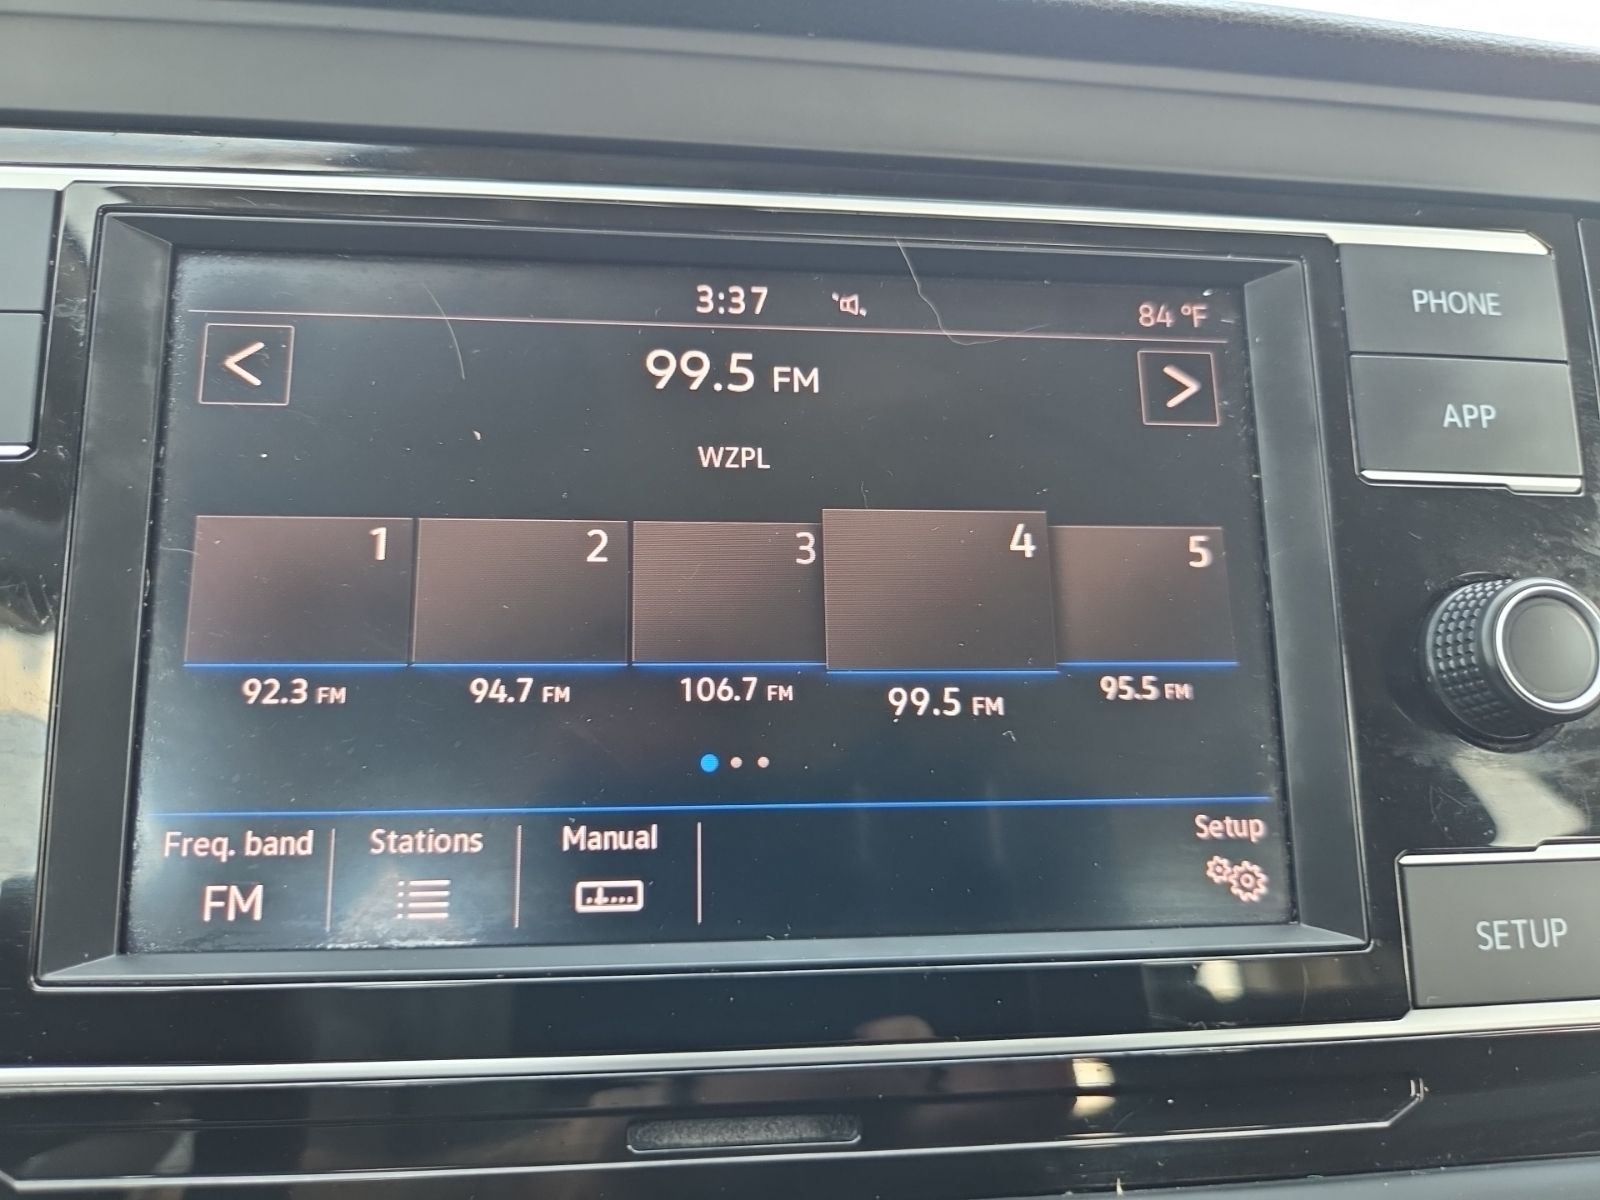 3:37 84 °F
PHONE
< 99.5 FM >
APP
WZPL
1 2 3 4 5
92.3 FM 94.7 FM 106.7 FM 99.5 FM 95.5 FM
Freq. band Stations Manual Setup
FM
SETUP